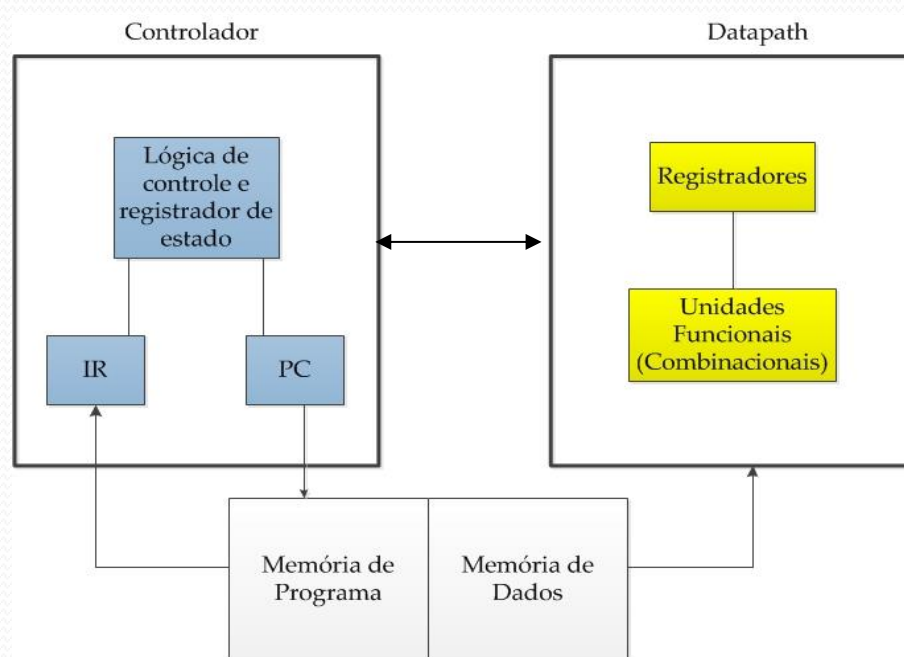 Controlador
Datapath
Lógica de
controle e
registrador de
estado
Registradores
Unidades
Funcionais
(Combinacionais)
IR
PC
Memória de
Programa
Memória de
Dados